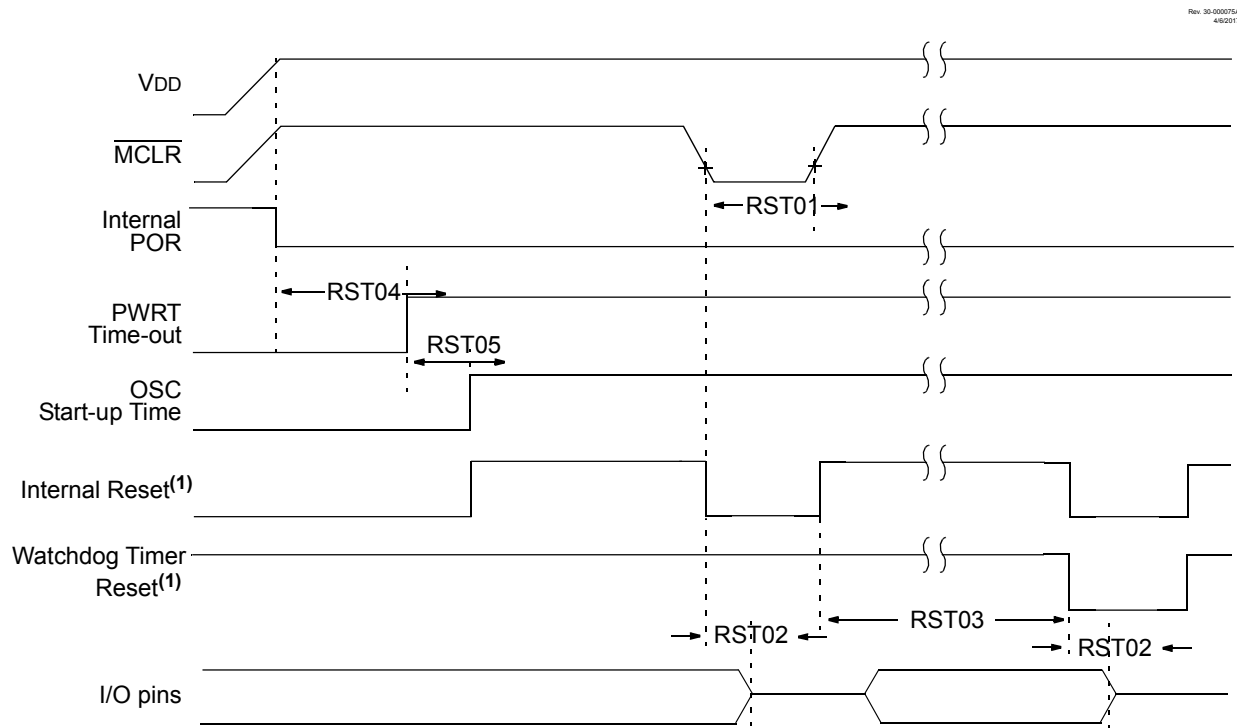 Rev. 30-000075A
4/6/2017
VDD
MCLR
RST01
Internal
POR
RST04
PWRT
Time-out
RST05
OSC
Start-up Time
Internal Reset(1)
Watchdog Timer
Reset(1)
RST03
RST02
RST02
I/O pins